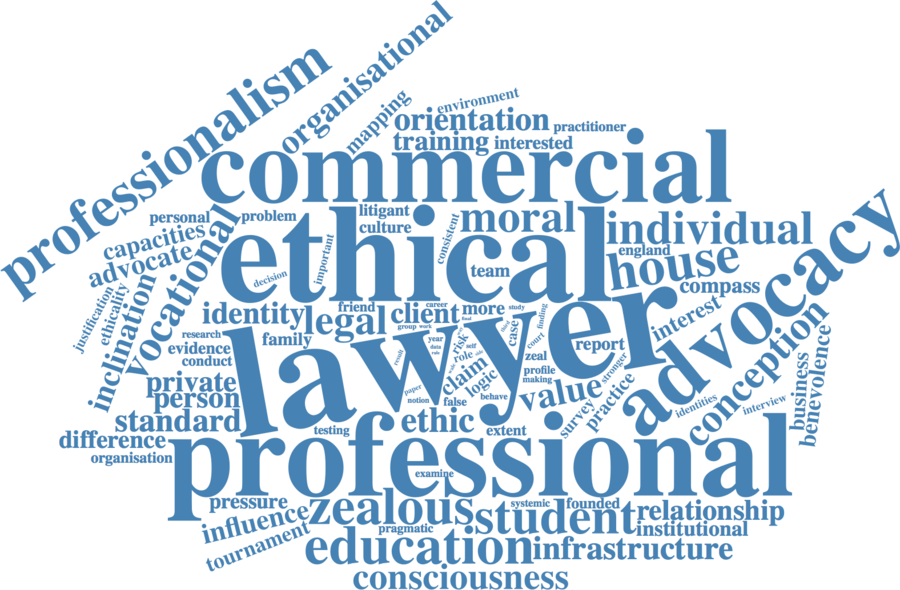 organisational
professionalism
mapping
environment
orientation
practitioner
training
interested
commercial
personal
problem
litigant
culture
consistent
moral
individual
capacities
advocate
vocational
ethical
important
decision
team
england
house
compass
advocacy
justification
ethicality
inclination
identity
legal
friend
career
client
more
study
final
group
work
lawyer
interest
research
evidence
conduct
family
result
year
data
rule
risk
self
role
claim
logic
third
case
court
finding
zeal
report
profile
making
stronger
conception
business
benevolence
private
person
standard
paper
notion
false
behave
value
survey
practice
identities
interview
difference
organisation
testing
ethic
extent
professional
examine
pressure
influence
tournament
zealous
pragmatic
systemic
founded
student
relationship
institutional
education
infrastructure
consciousness